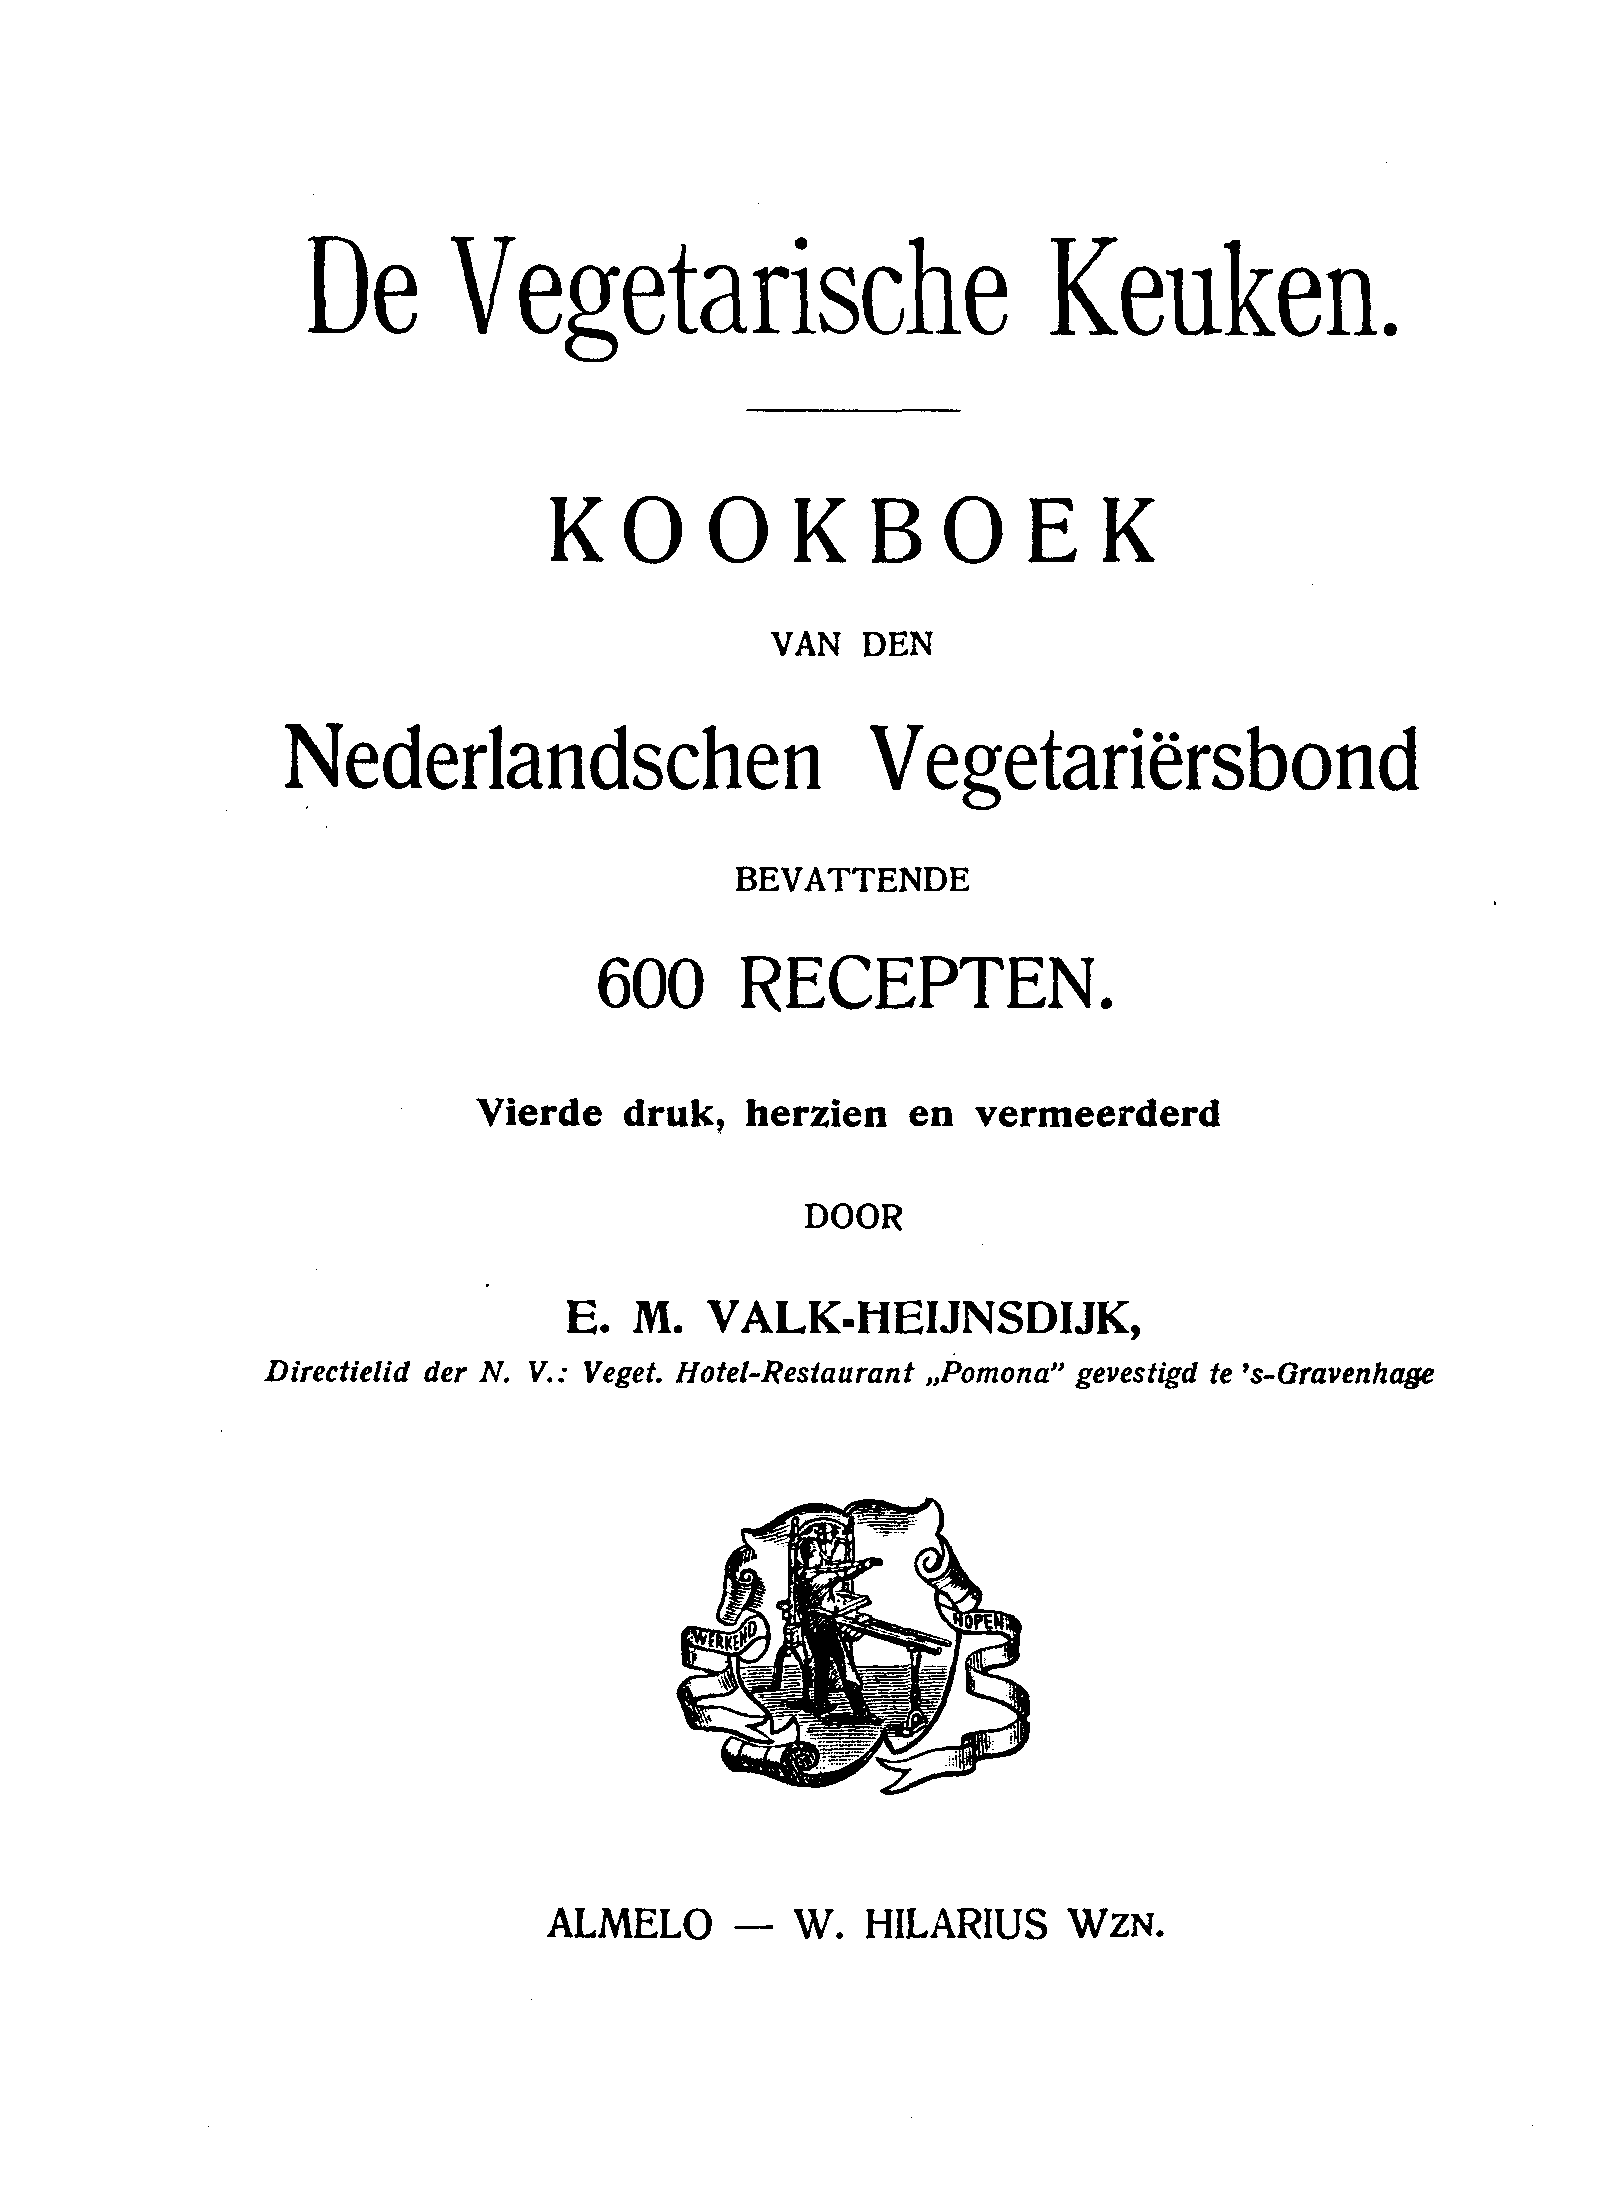 De Vegetarische Keuken.
KOOKBOEK
VAN DEN
Nederlandschen Vegetariërsbond
BEVATTENDE
600 RECEPTEN.
Vierde druk, herzien en vermeerderd
DOOR
E. M. VALK-HEIJNSDIJK,
Directielid der N. V.: Veget. Hotel-Restaurant „Pomona” gevestigd te 's-Gravenhage
WERKEND
HOPEN
ALMELO — W. HILARIUS WZN.